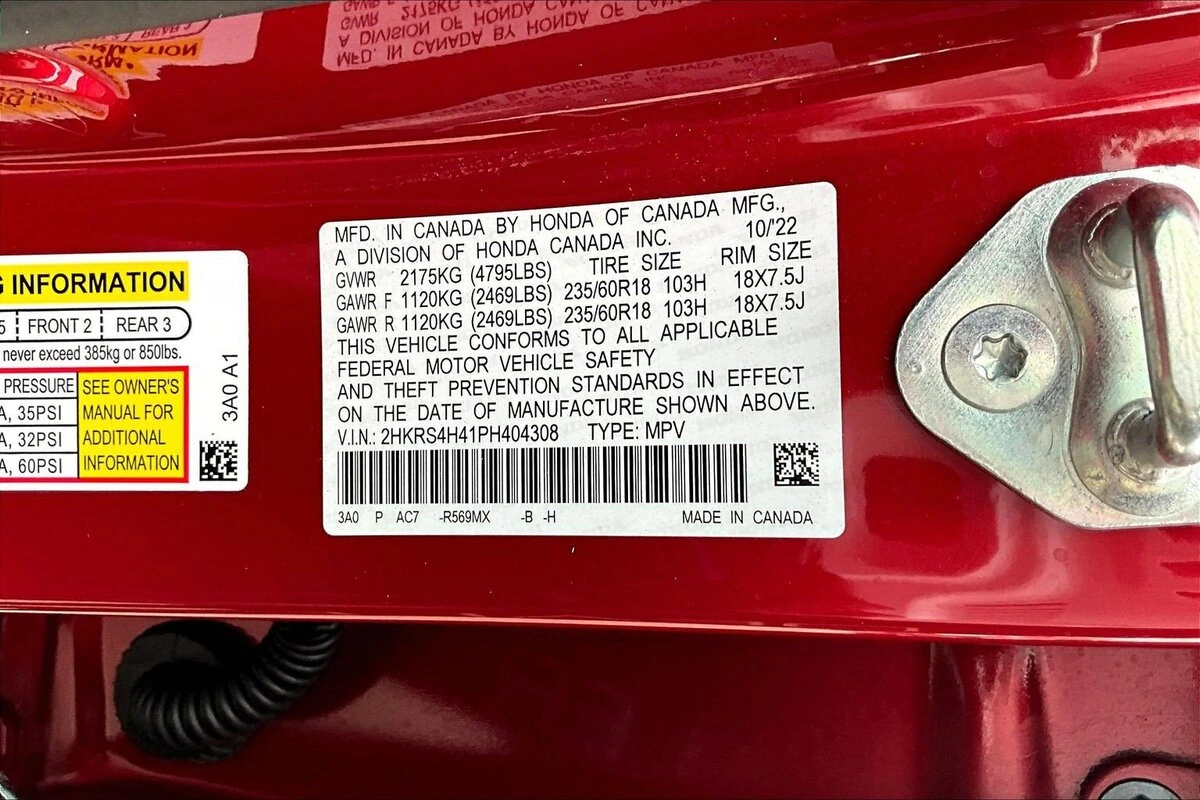 G INFORMATION
5 FRONT 2 REAR 3
never exceed 385kg or 850lbs.
PRESSURE SEE OWNER'S
A, 35PSI MANUAL FOR
A, 32PSI ADDITIONAL
A, 60PSI INFORMATION
3A0 A1
MFD. IN CANADA BY HONDA OF CANADA MFG.,
A DIVISION OF HONDA CANADA INC. 10/'22
GVWR 2175KG (4795LBS) TIRE SIZE RIM SIZE
GAWR F 1120KG (2469LBS) 235/60R18 103H 18X7.5J
GAWR R 1120KG (2469LBS) 235/60R18 103H 18X7.5J
THIS VEHICLE CONFORMS TO ALL APPLICABLE
FEDERAL MOTOR VEHICLE SAFETY
AND THEFT PREVENTION STANDARDS IN EFFECT
ON THE DATE OF MANUFACTURE SHOWN ABOVE.
V.I.N.: 2HKRS4H41PH404308 TYPE: MPV
3A0 P AC7 -R569MX -B -H MADE IN CANADA